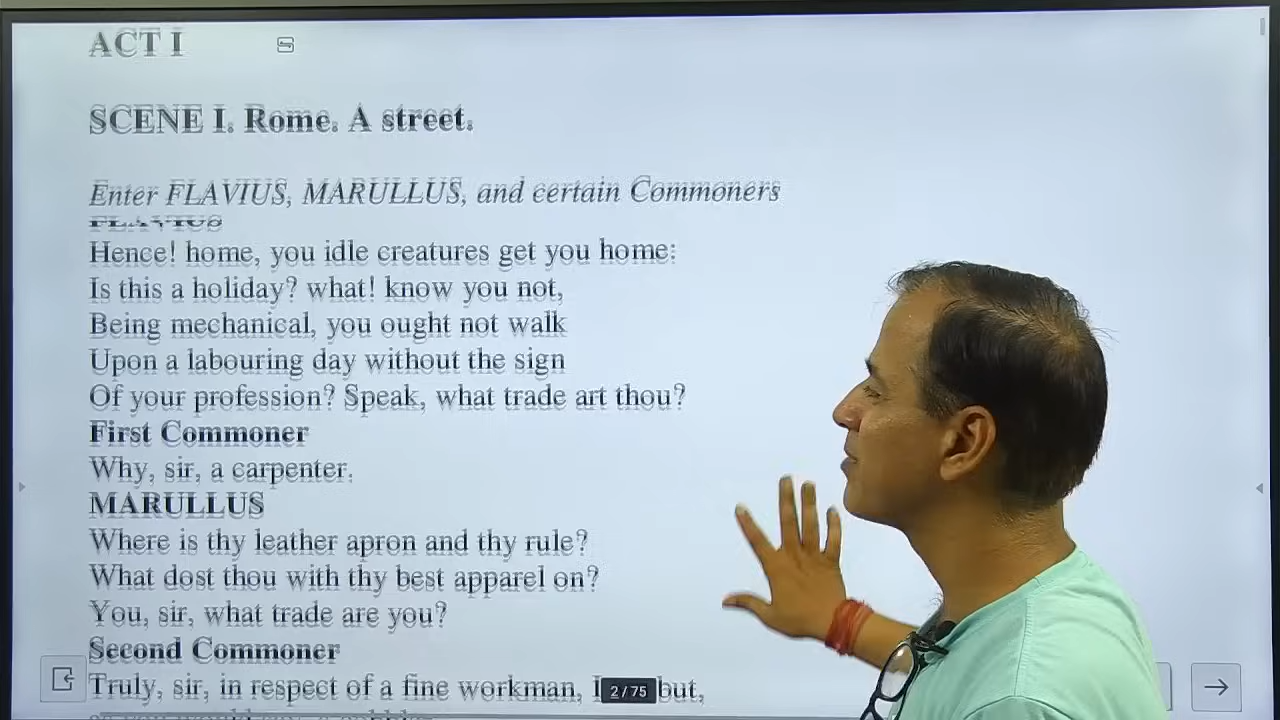 ACT I
SCENE I. Rome. A street.
Enter FLAVIUS, MARULLUS, and certain Commoners
FLAVIUS
Hence! home, you idle creatures get you home:
Is this a holiday? what! know you not,
Being mechanical, you ought not walk
Upon a labouring day without the sign
Of your profession? Speak, what trade art thou?
First Commoner
Why, sir, a carpenter.
MARULLUS
Where is thy leather apron and thy rule?
What dost thou with thy best apparel on?
You, sir, what trade are you?
Second Commoner
Truly, sir, in respect of a fine workman, I but,
2 / 75